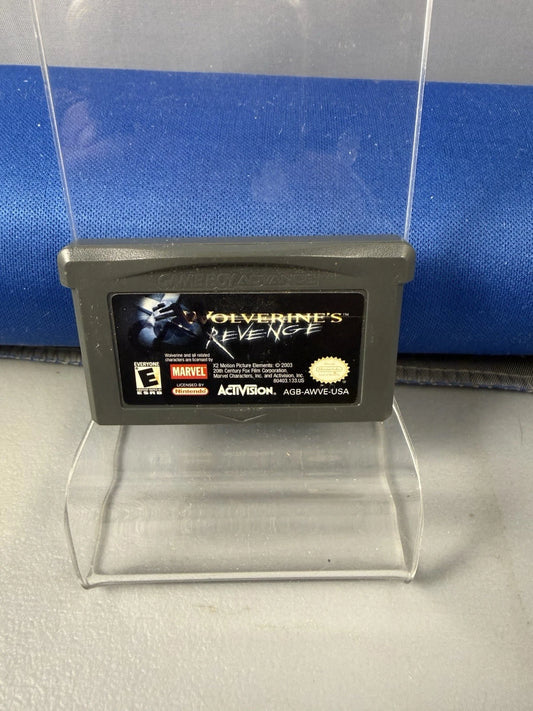 GAME BOY ADVANCE
WOLVERINE'S
REVENGE
Wolverine and all related
characters are licensed by
MARVEL
X2 Motion Picture Elements: © 2003
20th Century Fox Film Corporation.
Marvel Characters, Inc. and Activision, Inc.
80403.133.US
EVERYONE
E
ESRB
LICENSED BY
Nintendo
ACTIVISION.
AGB-AWVE-USA